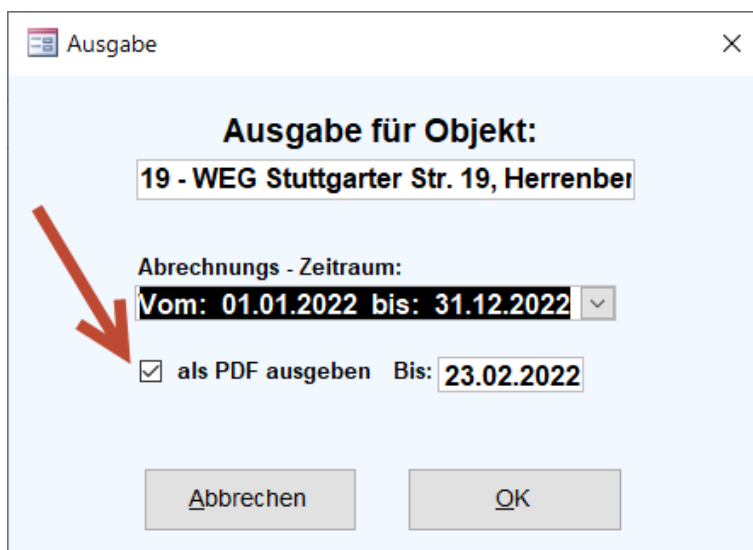 Ausgabe
Ausgabe für Objekt:
19 - WEG Stuttgarter Str. 19, Herrenber
Abrechnungs - Zeitraum:
Vom: 01.01.2022 bis: 31.12.2022
als PDF ausgeben Bis: 23.02.2022
Abbrechen OK